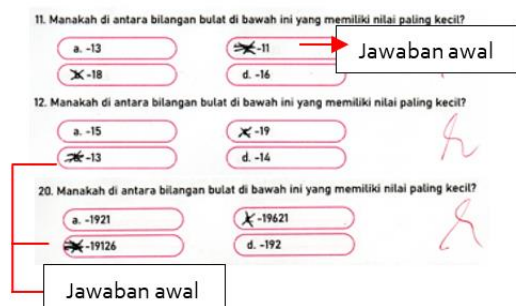 11. Manakah di antara bilangan bulat di bawah ini yang memiliki nilai paling kecil?
a. -13
-11
Jawaban awal
-18
d. -16
12. Manakah di antara bilangan bulat di bawah ini yang memiliki nilai paling kecil?
a. -15
-19
-13
d. -14
20. Manakah di antara bilangan bulat di bawah ini yang memiliki nilai paling kecil?
a. -1921
-19621
-19126
d. -192
Jawaban awal